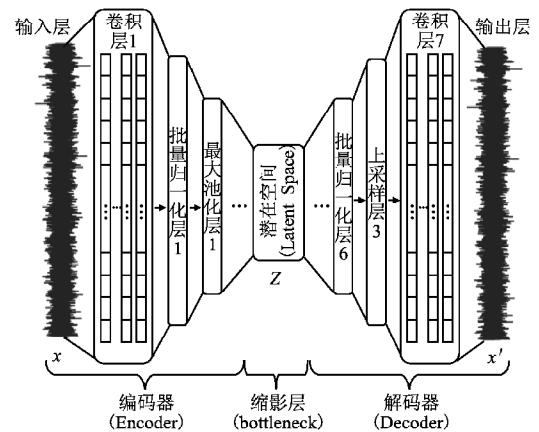 输入层
卷积
层1
批量归一化层1
最大池化层1
…
潜在空间
(Latent Space)
Z
…
批量归一化层6
上采样层3
卷积
层7
输出层
x
x′
编码器
(Encoder)
缩影层
(bottleneck)
解码器
(Decoder)